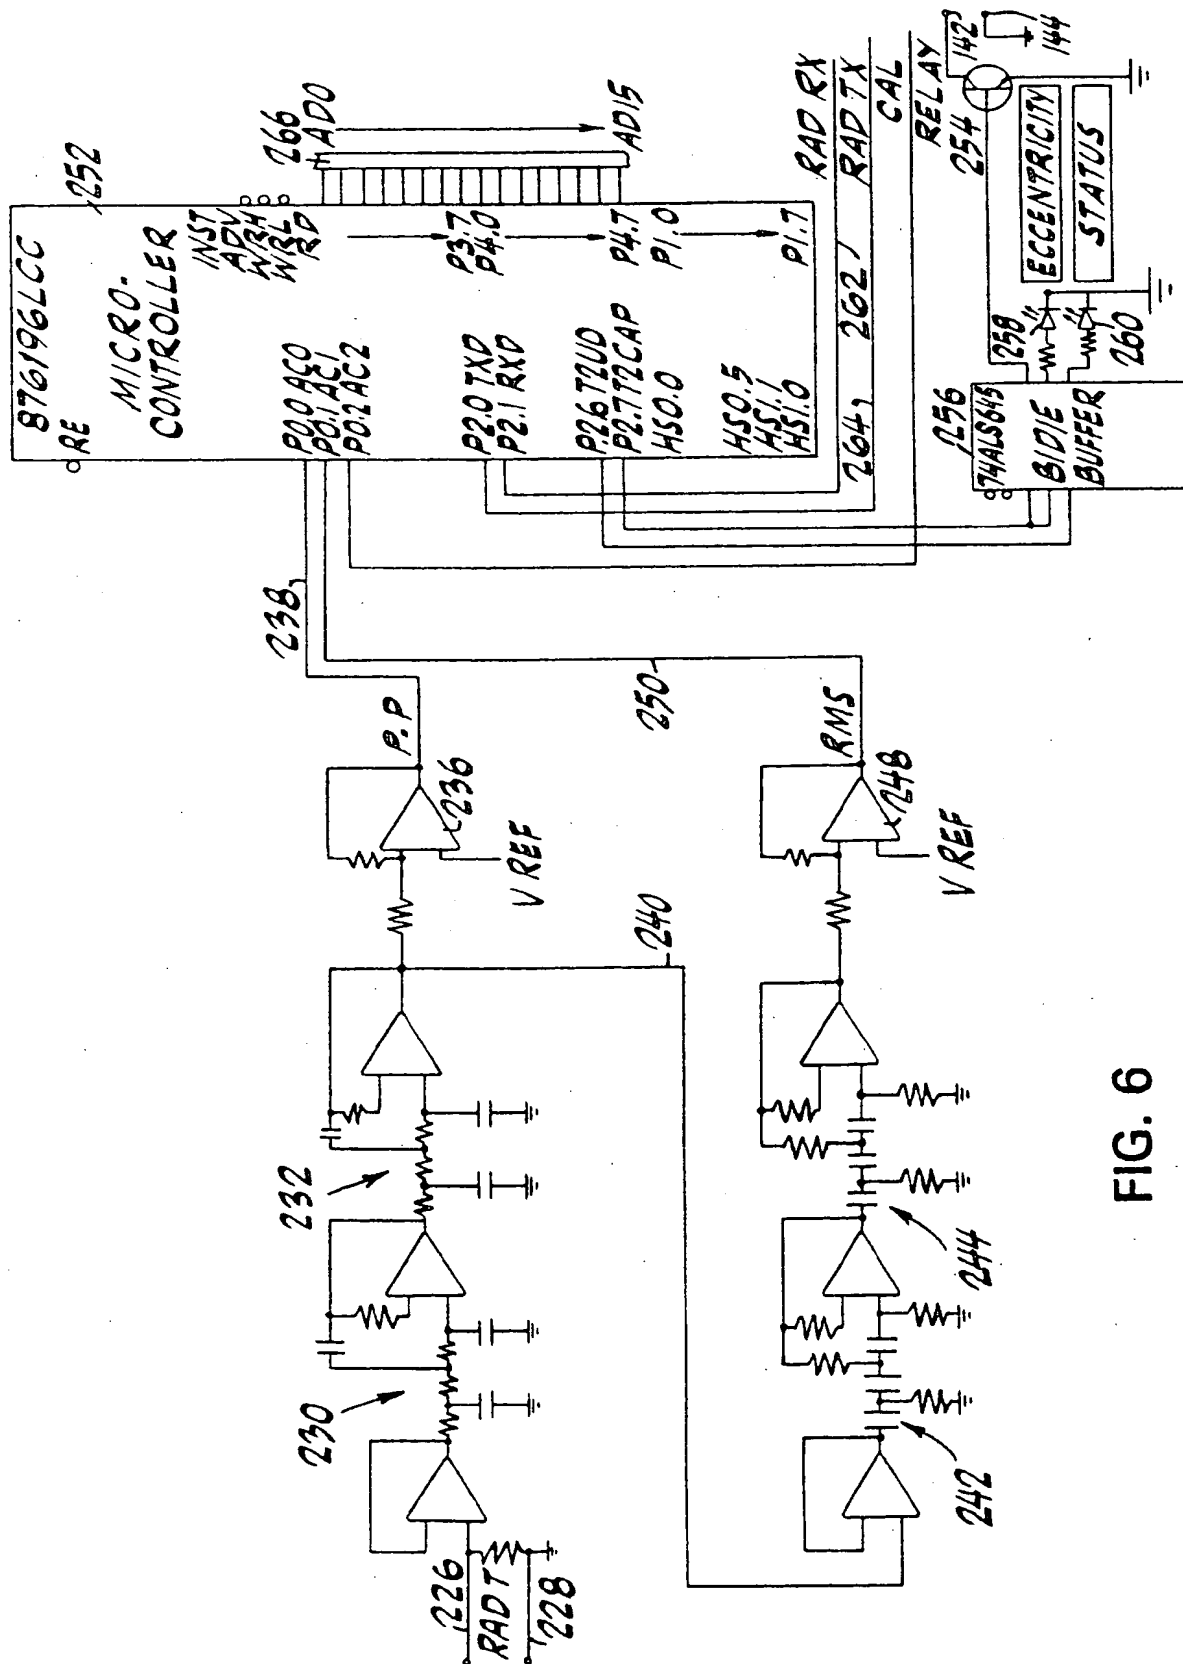 876196LCC
252
RE
MICRO-
CONTROLLER
INST
ADV
WRH
WRL
RD
P3.7
P4.0
P4.7
P1.0
P1.7
266
AD0
AD15
P0.0 AC0
P0.1 AC1
P0.2 AC2
P2.0 TXD
P2.1 RXD
P2.6 T2UD
P2.7 T2CAP
HS0.0
HS0.5
HS1.1
HS1.0
RAD RX
RAD TX
CAL
RELAY
264
262
254
142
144
256
74ALS645
BIDIE
BUFFER
258
260
ECCENTRICITY
STATUS
238
P.P
236
V REF
232
230
226
RAD T
228
240
250
RMS
248
V REF
244
242
FIG. 6